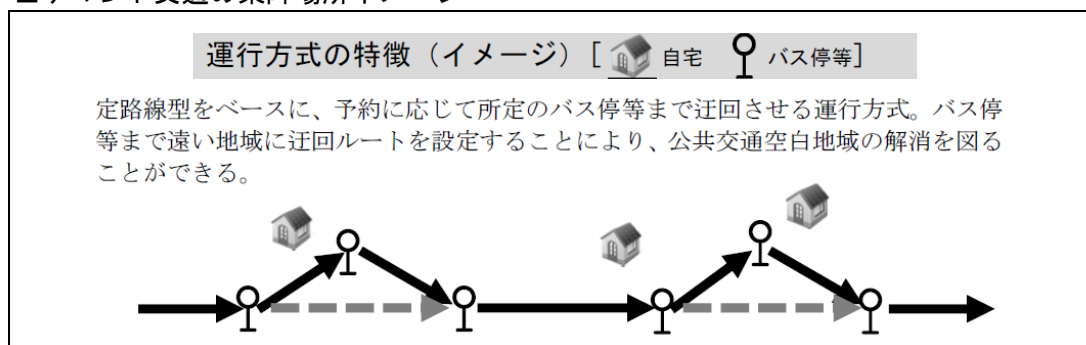 運行方式の特徴（イメージ）[ 自宅 バス停等]
定路線型をベースに、予約に応じて所定のバス停等まで迂回させる運行方式。バス停
等まで遠い地域に迂回ルートを設定することにより、公共交通空白地域の解消を図る
ことができる。